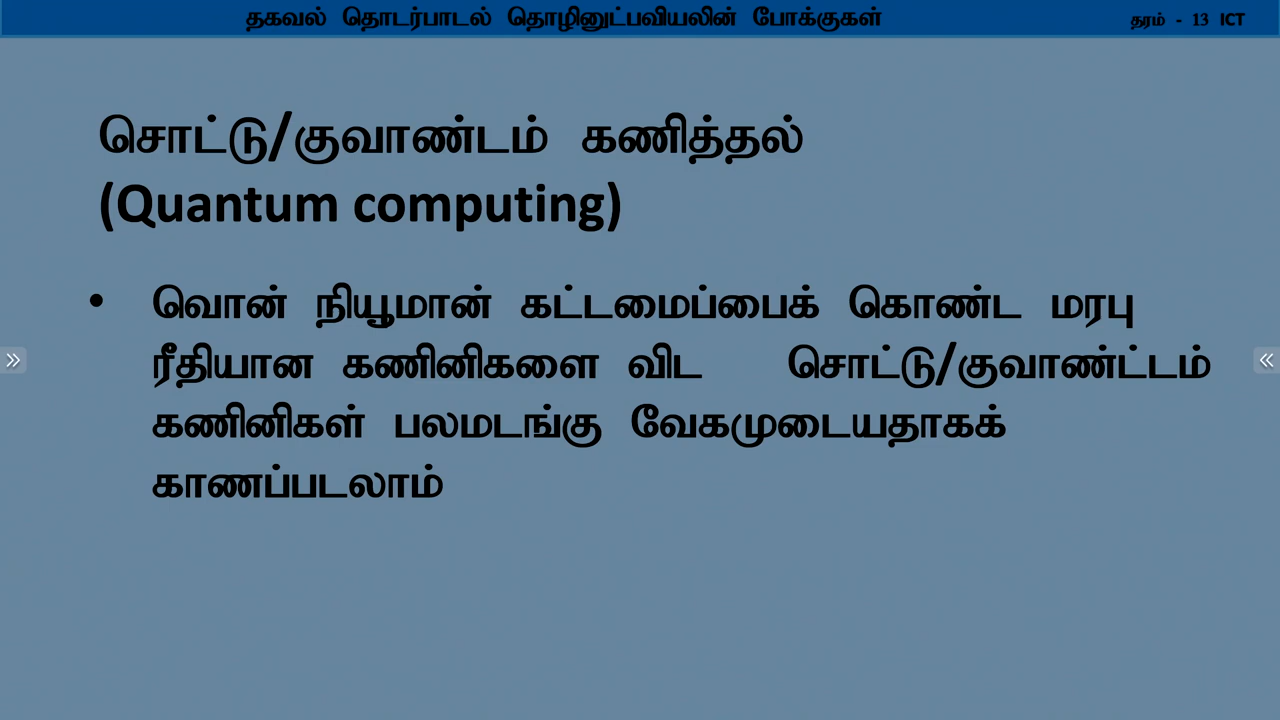 தகவல் தொடர்பாடல் தொழினுட்பவியலின் போக்குகள்
தரம் - 13 ICT
சொட்டு/குவாண்டம் கணித்தல்
(Quantum computing)
• வொன் நியூமான் கட்டமைப்பைக் கொண்ட மரபு
ரீதியான கணினிகளை விட சொட்டு/குவாண்ட்டம்
கணினிகள் பலமடங்கு வேகமுடையதாகக்
காணப்படலாம்